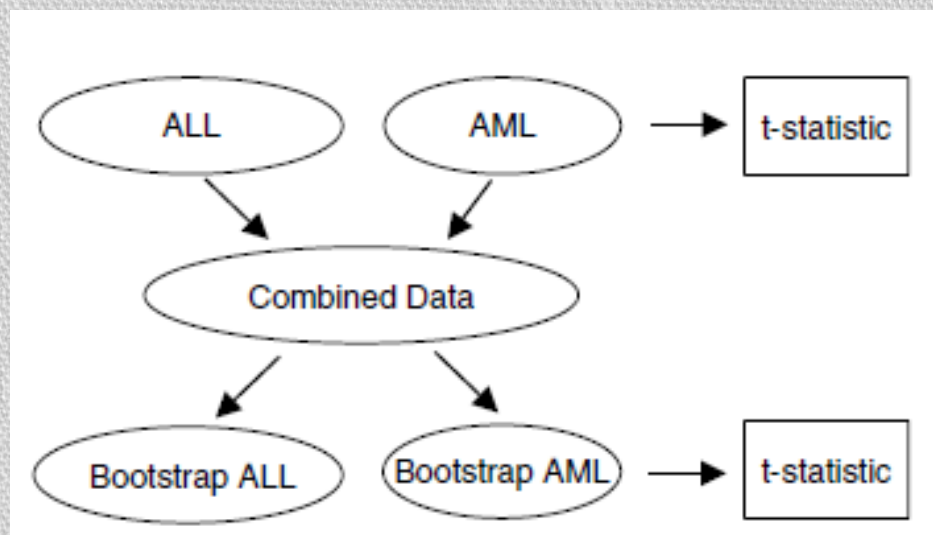 ALL
AML
t-statistic
Combined Data
Bootstrap ALL
Bootstrap AML
t-statistic